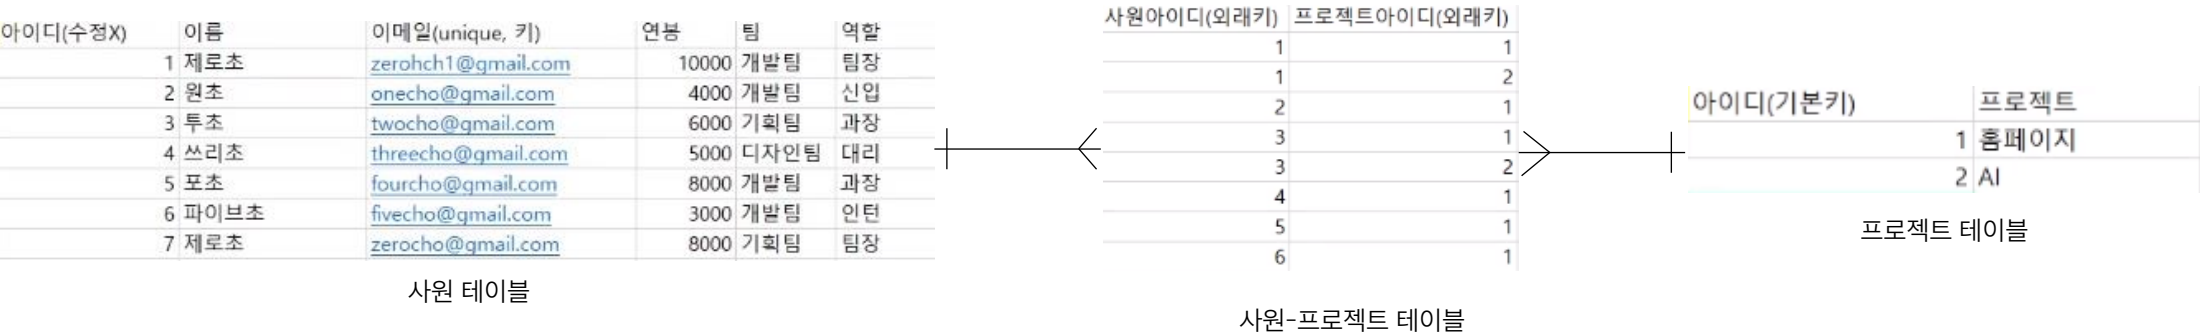 아이디(수정X) 이름 이메일(unique, 키) 연봉 팀 역할
1 제로초 zerohch1@gmail.com 10000 개발팀 팀장
2 원초 onecho@gmail.com 4000 개발팀 신입
3 투초 twocho@gmail.com 6000 기획팀 과장
4 쓰리초 threecho@gmail.com 5000 디자인팀 대리
5 포초 fourcho@gmail.com 8000 개발팀 과장
6 파이브초 fivecho@gmail.com 3000 개발팀 인턴
7 제로초 zerocho@gmail.com 8000 기획팀 팀장
사원 테이블
사원아이디(외래키) 프로젝트아이디(외래키)
1 1
1 2
2 1
3 1
3 2
4 1
5 1
6 1
사원-프로젝트 테이블
아이디(기본키) 프로젝트
1 홈페이지
2 AI
프로젝트 테이블